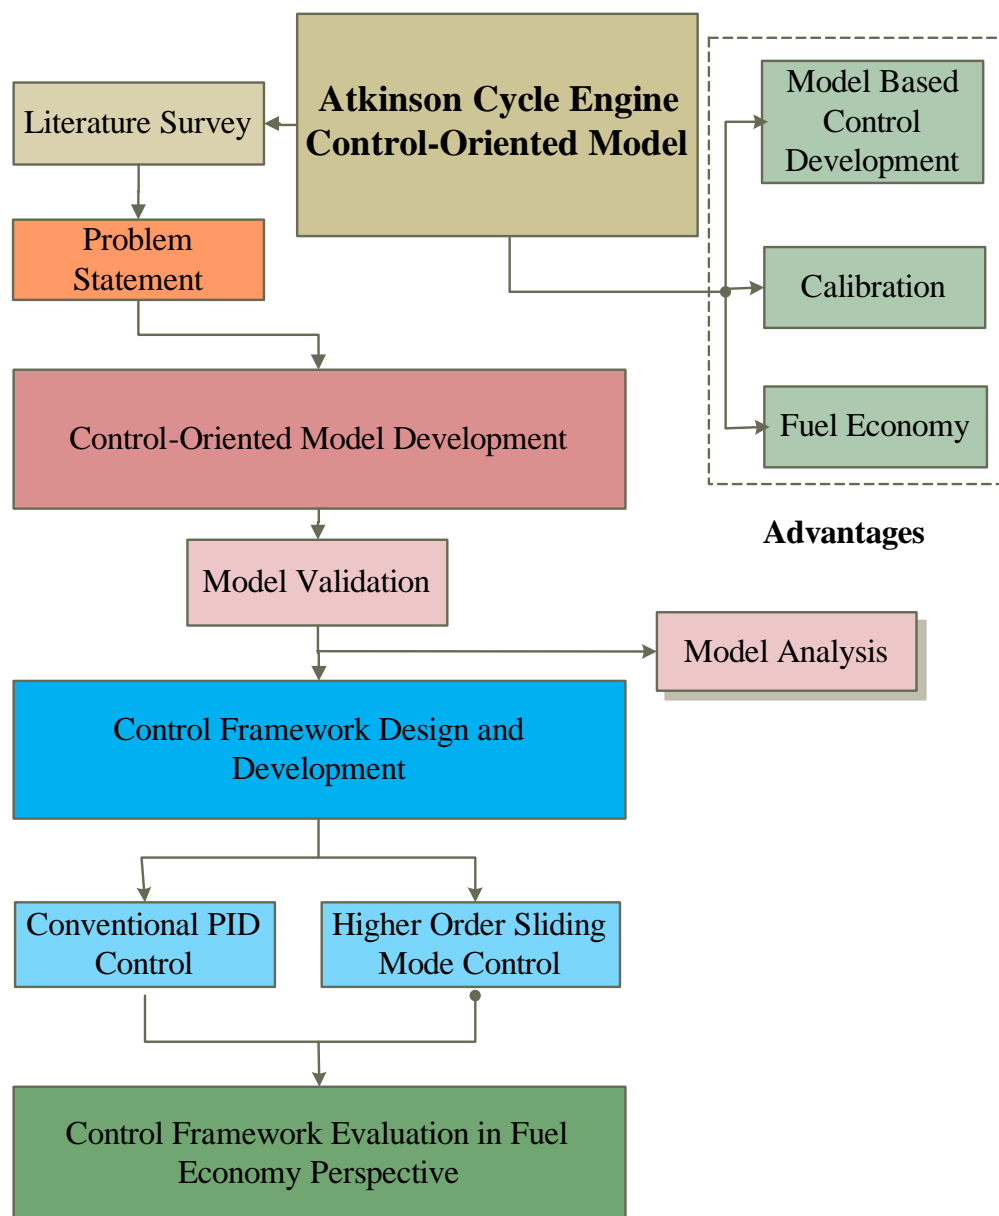 Atkinson Cycle Engine
Control-Oriented Model
Literature Survey
Problem
Statement
Model Based
Control
Development
Calibration
Fuel Economy
Advantages
Control-Oriented Model Development
Model Validation
Model Analysis
Control Framework Design and
Development
Conventional PID
Control
Higher Order Sliding
Mode Control
Control Framework Evaluation in Fuel
Economy Perspective